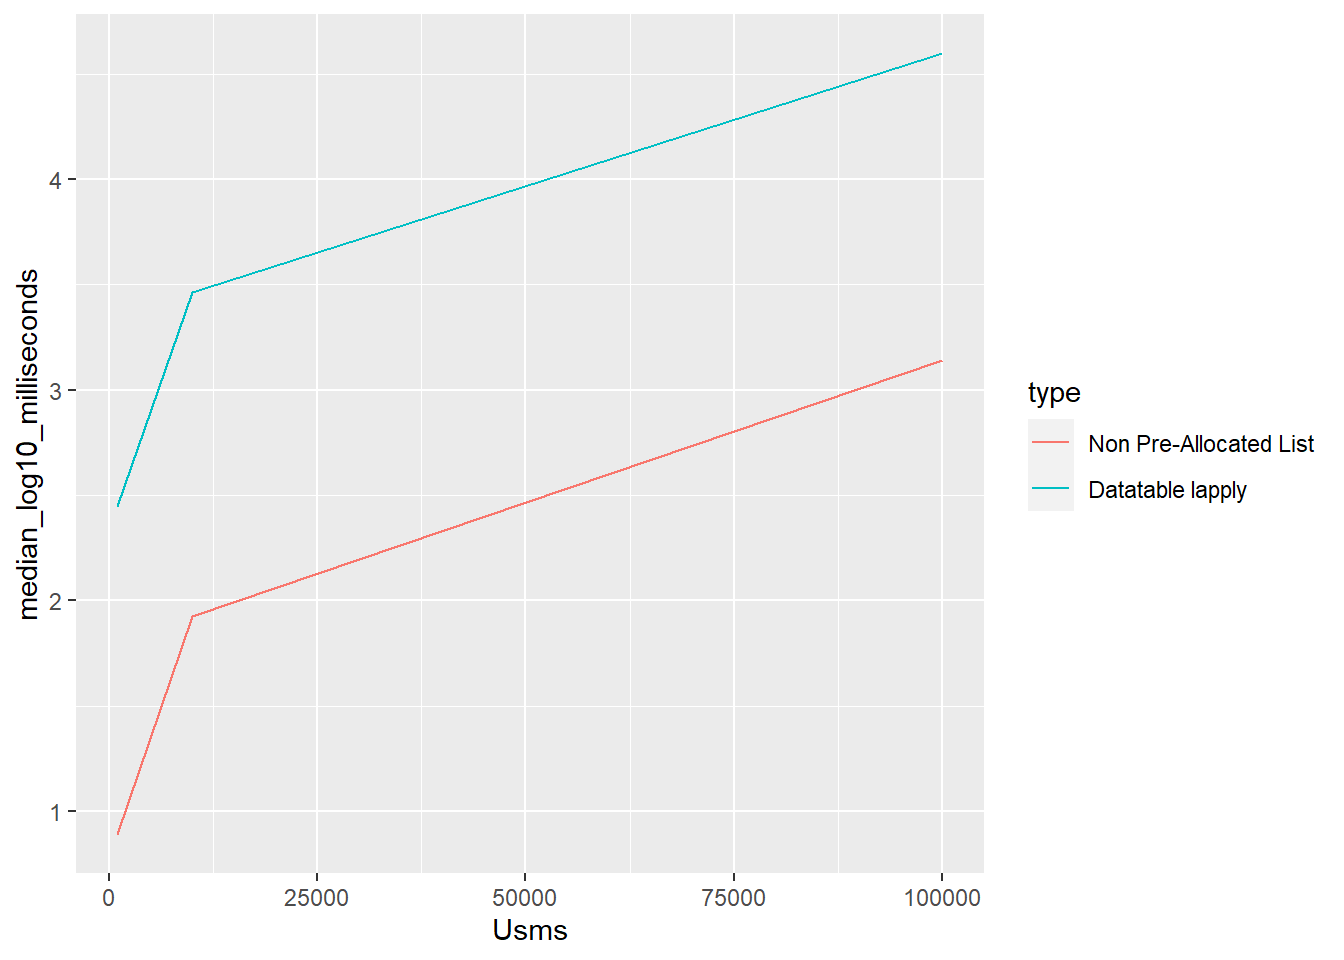 median_log10_milliseconds
4
3
2
1
0
25000
50000
75000
100000
Usms
type
Non Pre-Allocated List
Datatable lapply